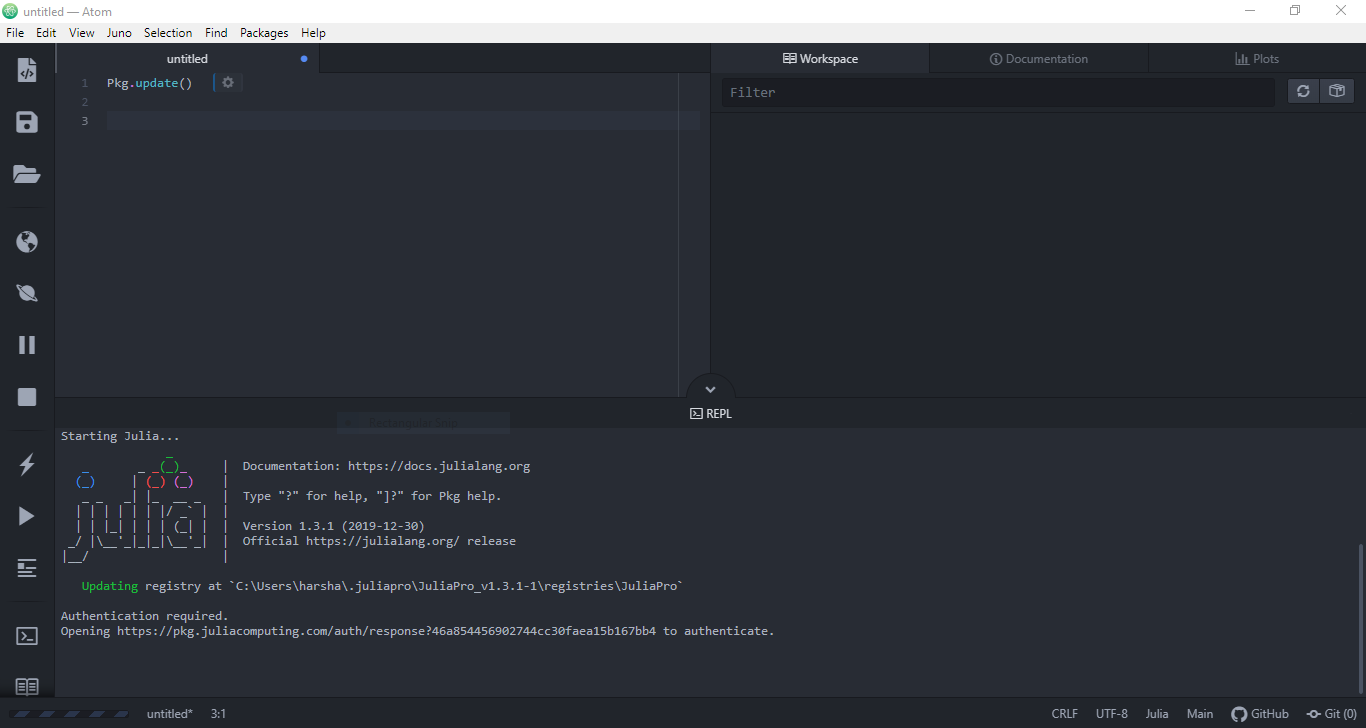 untitled — Atom
File Edit View Juno Selection Find Packages Help
untitled
Workspace
Documentation
Plots
1 Pkg.update()
2
3
Filter
REPL
Starting Julia...
Documentation: https://docs.julialang.org
Type "?" for help, "]?" for Pkg help.
Version 1.3.1 (2019-12-30)
Official https://julialang.org/ release
Updating registry at `C:\Users\harsha\.juliapro\JuliaPro_v1.3.1-1\registries\JuliaPro`
Authentication required.
Opening https://pkg.juliacomputing.com/auth/response?46a854456902744cc30faea15b167bb4 to authenticate.
untitled* 3:1 CRLF UTF-8 Julia Main GitHub Git (0)